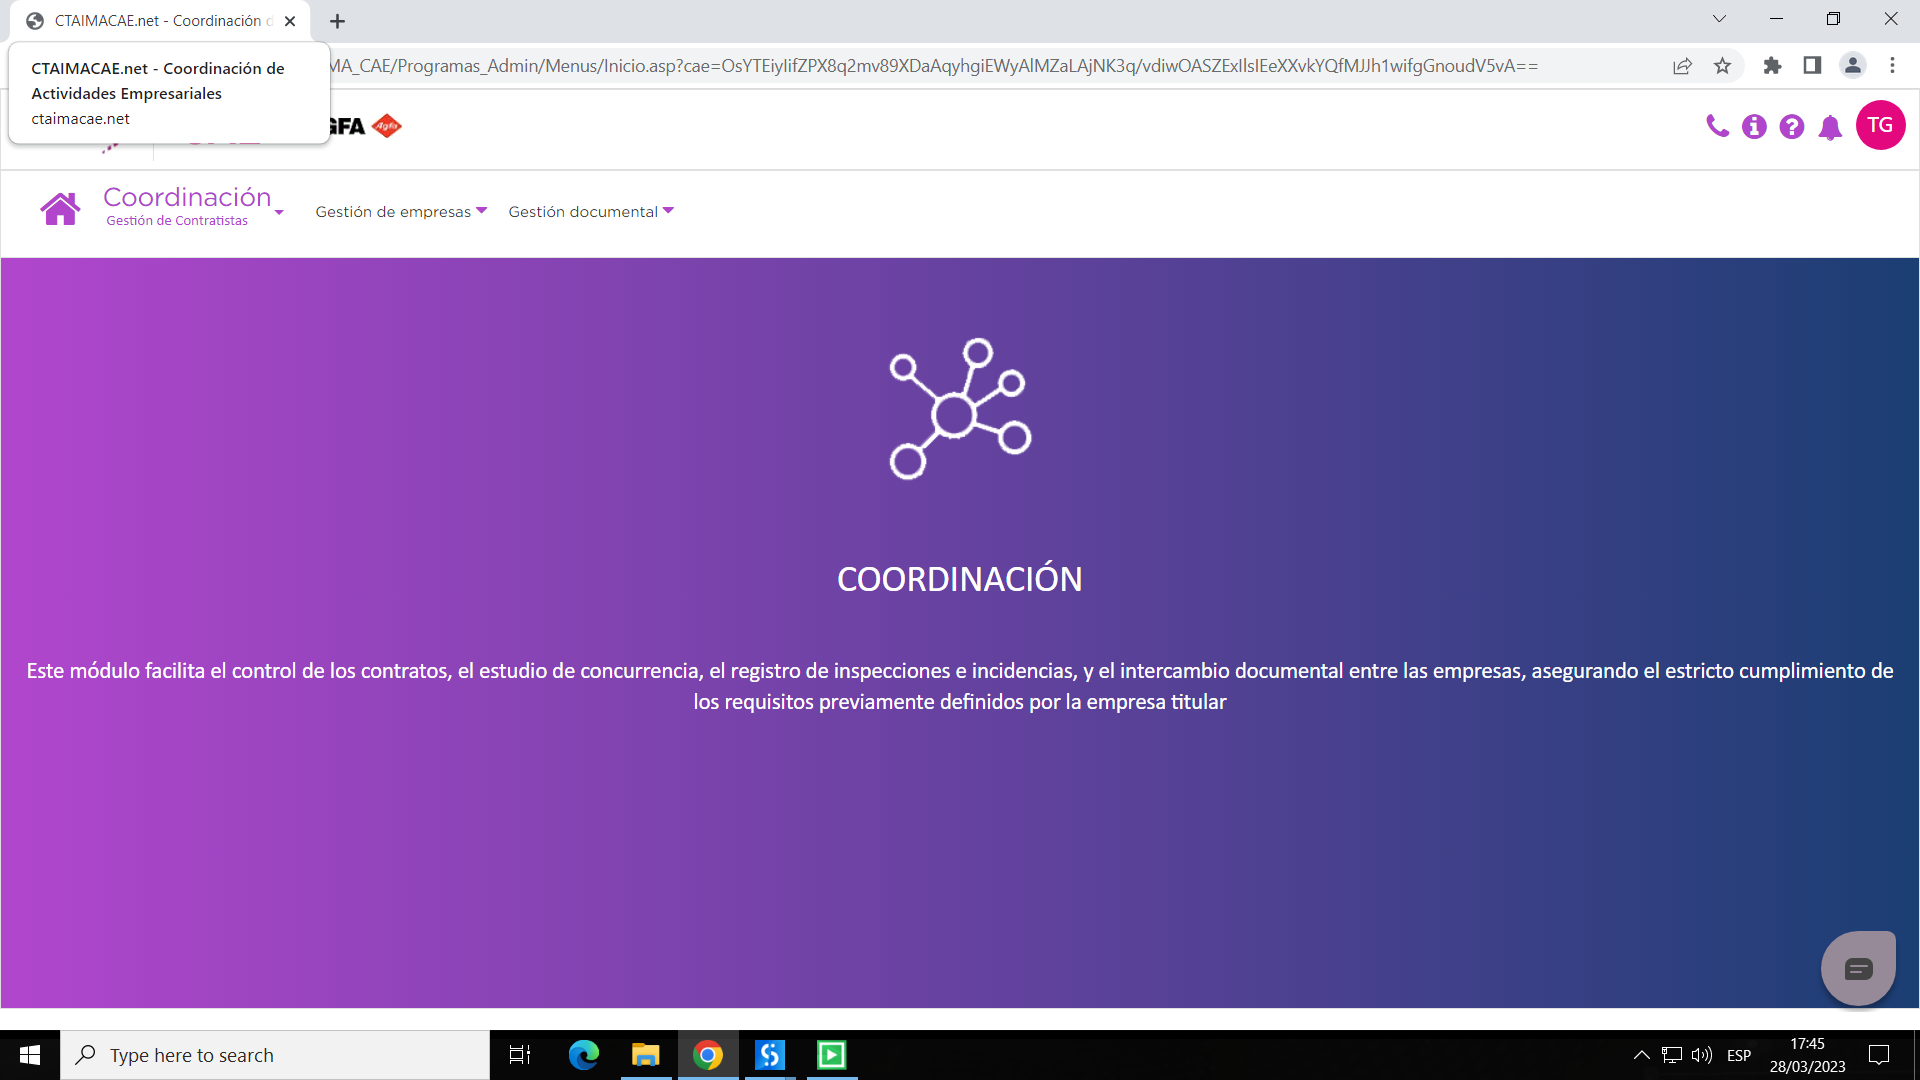 CTAIMACAE.net - Coordinación d
CTAIMACAE.net - Coordinación de
Actividades Empresariales
ctaimacae.net
MA_CAE/Programas_Admin/Menus/Inicio.asp?cae=OsYTEiyIifZPX8q2mv89XDaAqyhgiEWyAlMZaLAjNK3q/vdiwOASZExIlsIEeXXvkYQfMJJh1wifgGnoudV5vA==
GFA Agfa
TG
Coordinación
Gestión de Contratistas
Gestión de empresas
Gestión documental
COORDINACIÓN
Este módulo facilita el control de los contratos, el estudio de concurrencia, el registro de inspecciones e incidencias, y el intercambio documental entre las empresas, asegurando el estricto cumplimiento de
los requisitos previamente definidos por la empresa titular
Type here to search
ESP
17:45
28/03/2023